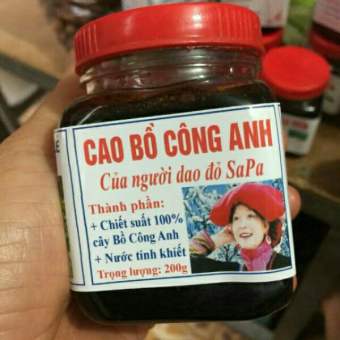 CAO BỒ CÔNG ANH
Của người dao đỏ SaPa
Thành phần:
+ Chiết suất 100%
cây Bồ Công Anh
+ Nước tinh khiết
Trọng lượng: 200g